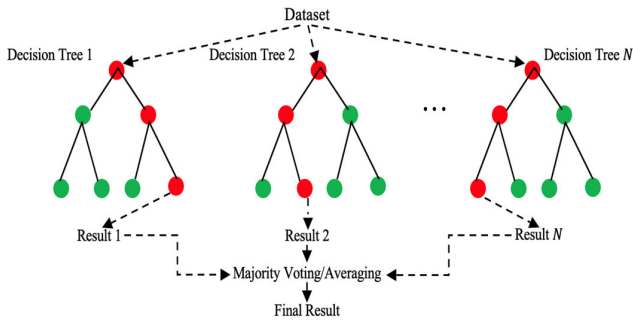 Dataset
Decision Tree 1
Decision Tree 2
Decision Tree N
...
Result 1
Result 2
Result N
Majority Voting/Averaging
Final Result